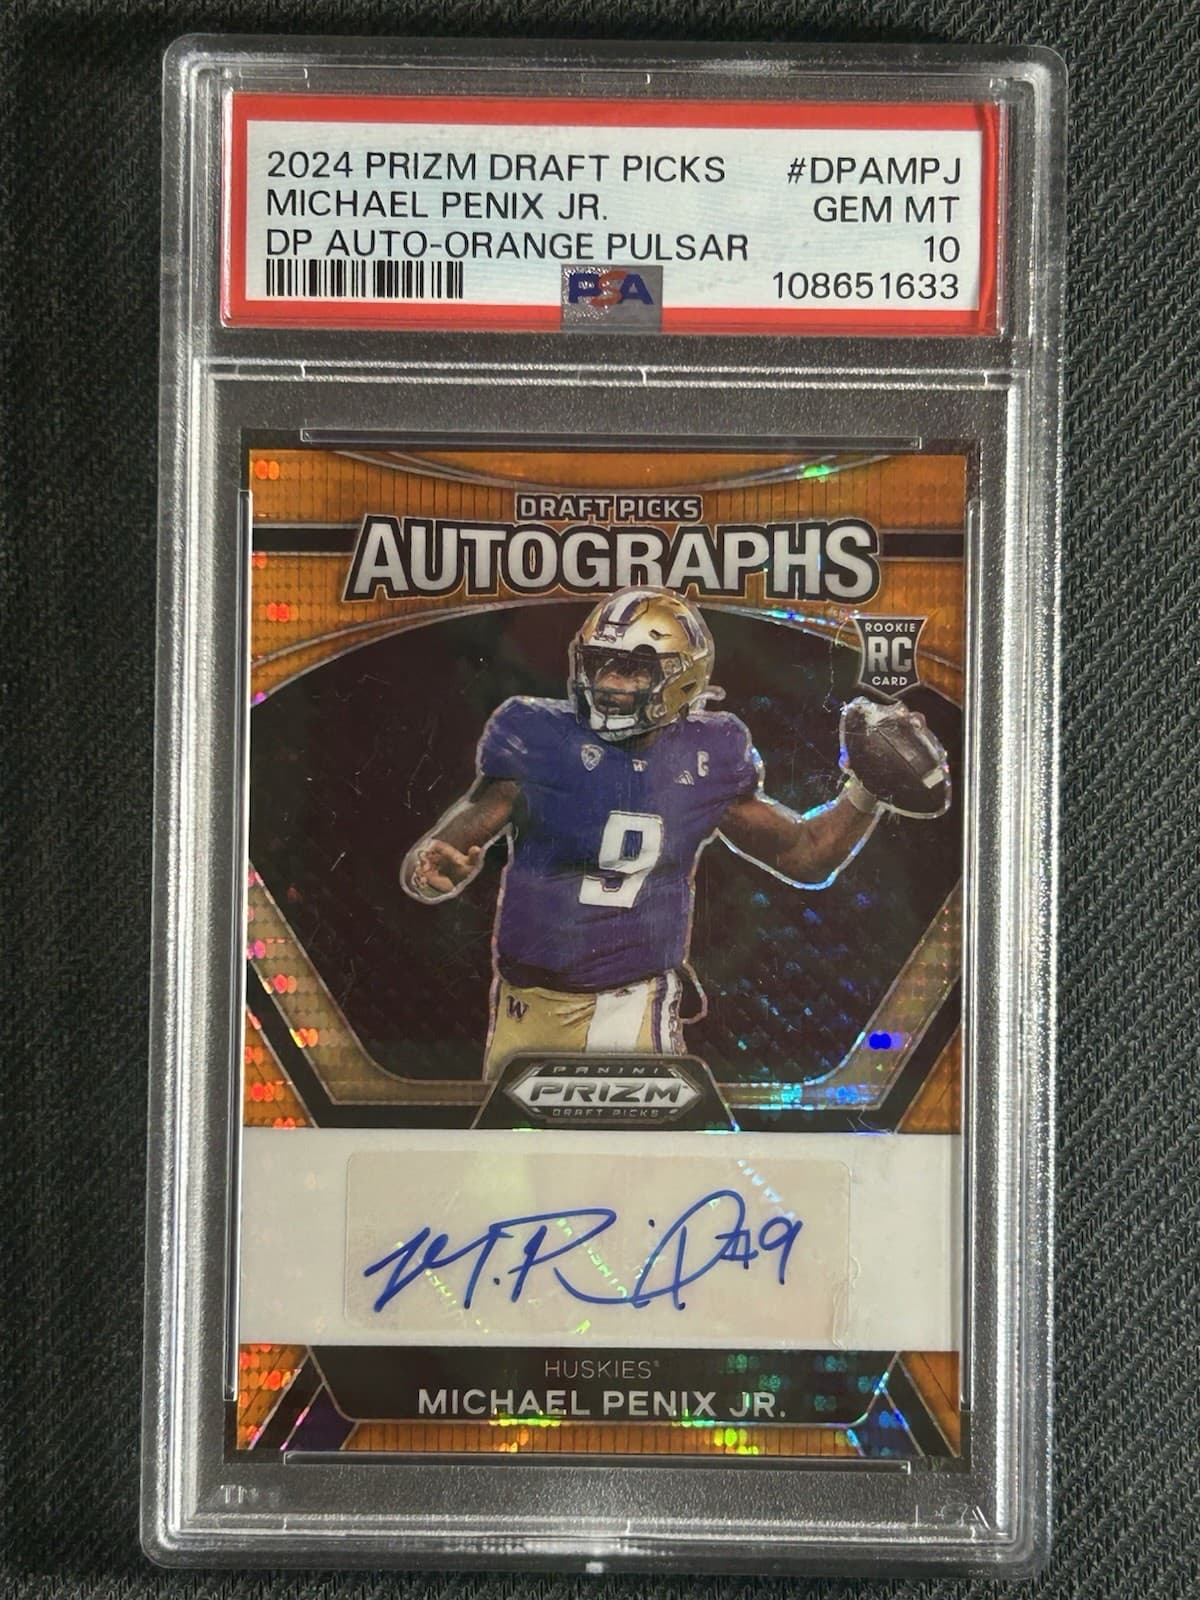 2024 PRIZM DRAFT PICKS #DPAMPJ
MICHAEL PENIX JR. GEM MT
DP AUTO-ORANGE PULSAR 10
PSA 108651633
DRAFT PICKS
AUTOGRAPHS
ROOKIE
RC
CARD
C
W
9
W
PANINI
PRIZM
DRAFT PICKS
M. P #9
HUSKIES
MICHAEL PENIX JR.